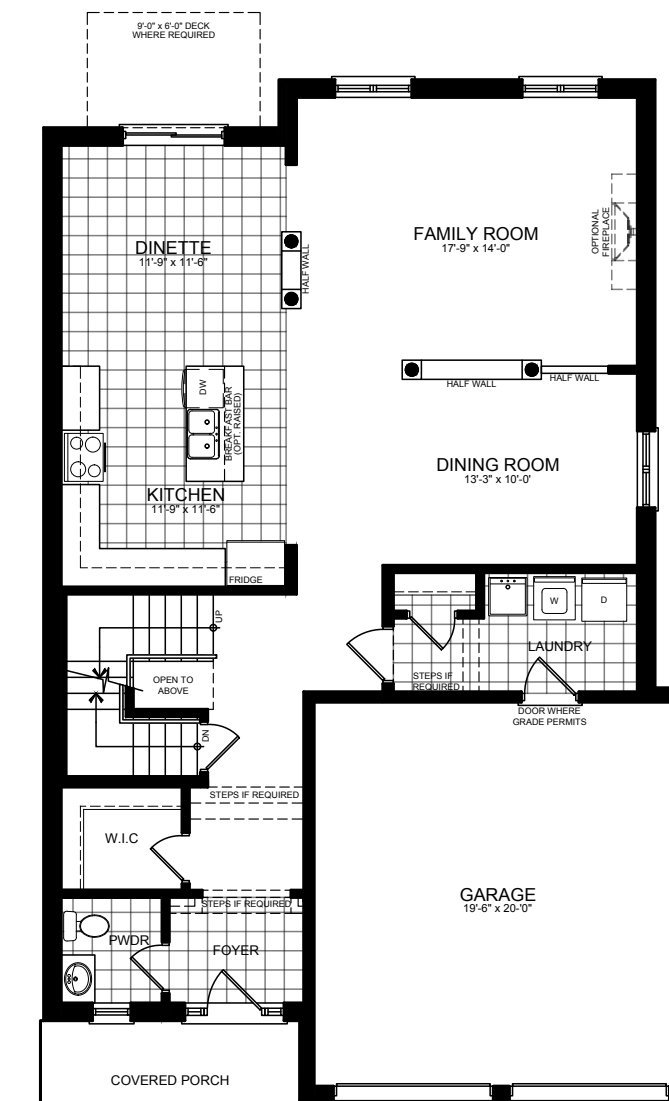 9'-0" x 6'-0" DECK
WHERE REQUIRED
DINETTE
11'-9" x 11'-6"
HALF WALL
FAMILY ROOM
17'-9" x 14'-0"
OPTIONAL
FIREPLACE
HALF WALL
HALF WALL
DW
BREAKFAST BAR
(OPT. RAISED)
DINING ROOM
13'-3" x 10'-0'
KITCHEN
11'-9" x 11'-6"
FRIDGE
W
D
UP
LAUNDRY
STEPS IF
REQUIRED
OPEN TO
ABOVE
DN
DOOR WHERE
GRADE PERMITS
STEPS IF REQUIRED
W.I.C
GARAGE
19'-6" x 20-'0"
STEPS IF REQUIRED
PWDR
FOYER
COVERED PORCH